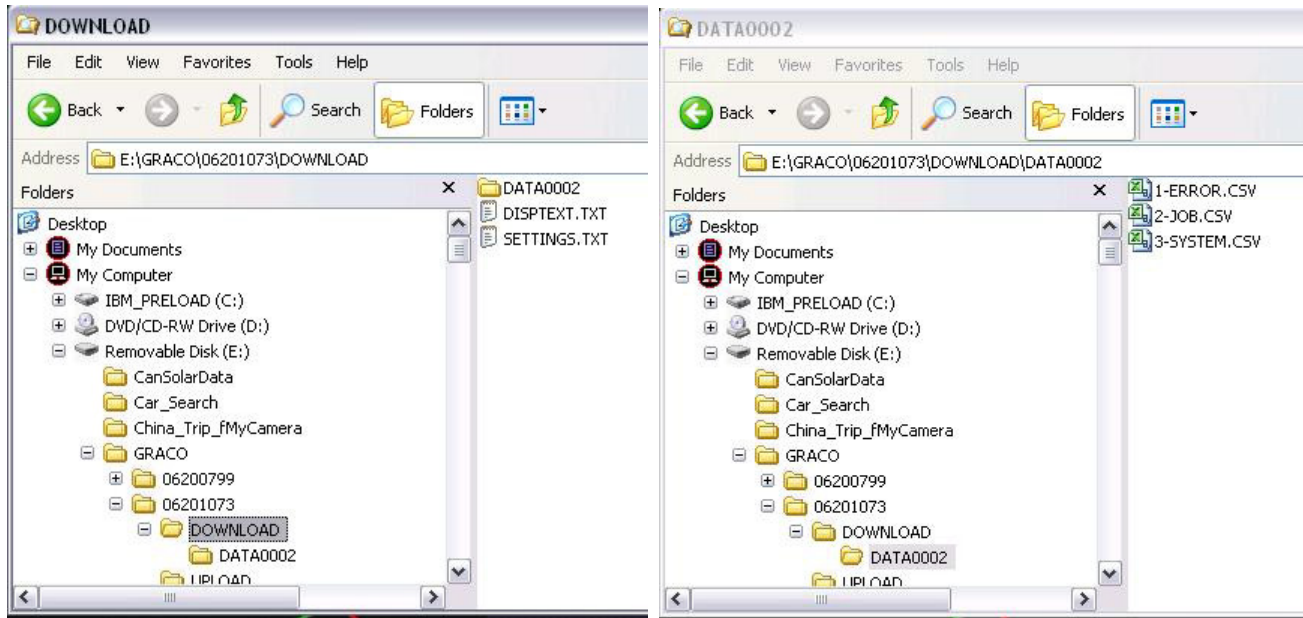 DOWNLOAD
File Edit View Favorites Tools Help
Back Search Folders
Address E:\GRACO\06201073\DOWNLOAD
Folders
Desktop
My Documents
My Computer
IBM_PRELOAD (C:)
DVD/CD-RW Drive (D:)
Removable Disk (E:)
CanSolarData
Car_Search
China_Trip_fMyCamera
GRACO
06200799
06201073
DOWNLOAD
DATA0002
UPLOAD
DATA0002
DISPTEXT.TXT
SETTINGS.TXT
DATA0002
File Edit View Favorites Tools Help
Back Search Folders
Address E:\GRACO\06201073\DOWNLOAD\DATA0002
Folders
Desktop
My Documents
My Computer
IBM_PRELOAD (C:)
DVD/CD-RW Drive (D:)
Removable Disk (E:)
CanSolarData
Car_Search
China_Trip_fMyCamera
GRACO
06200799
06201073
DOWNLOAD
DATA0002
UPLOAD
1-ERROR.CSV
2-JOB.CSV
3-SYSTEM.CSV